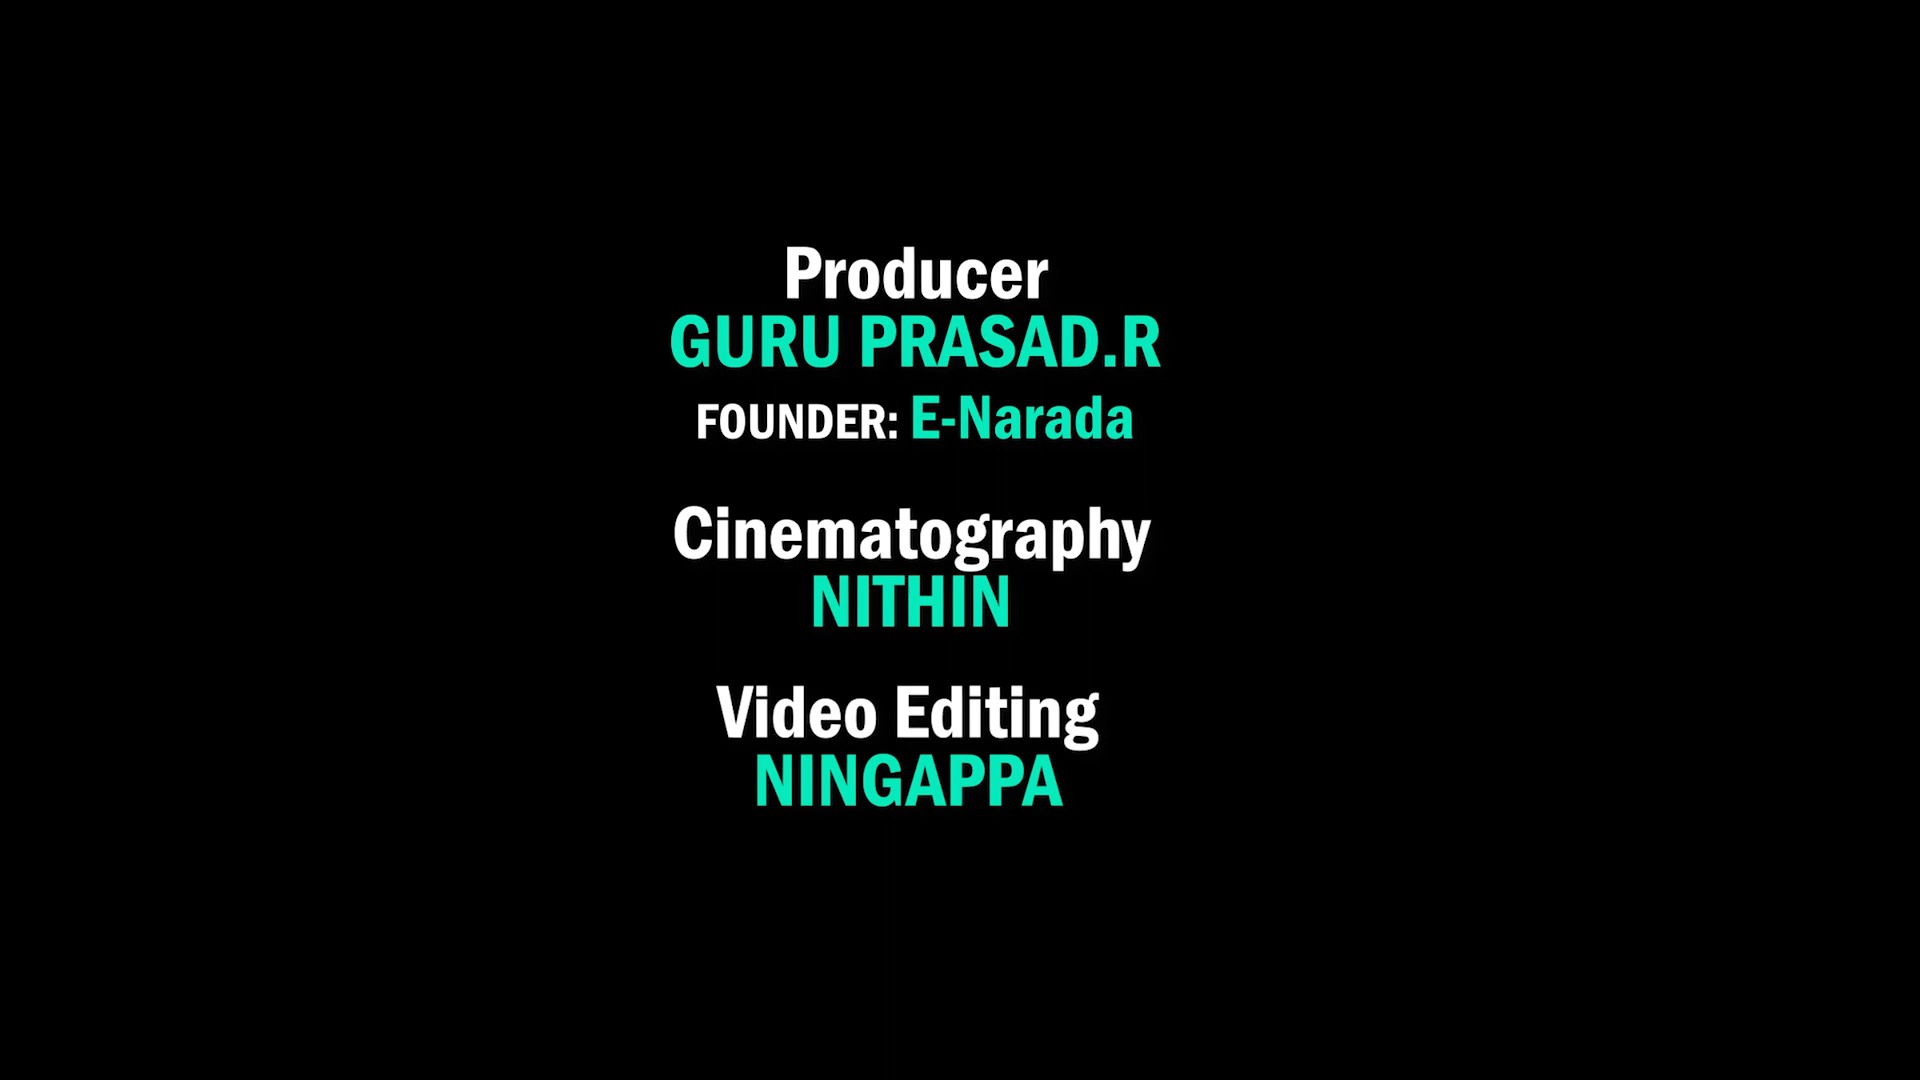 Producer
GURU PRASAD.R
FOUNDER: E-Narada
Cinematography
NITHIN
Video Editing
NINGAPPA